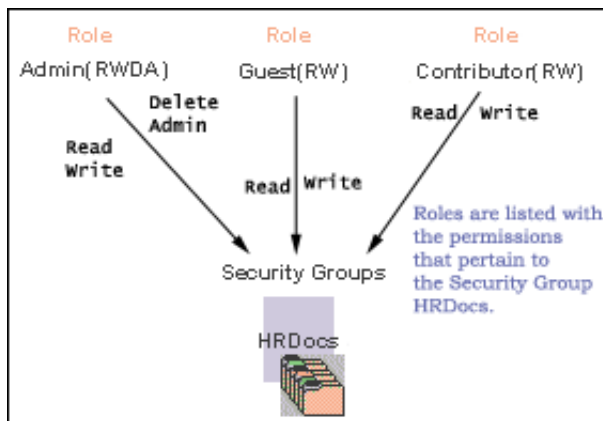 Role Role Role
Admin(RWDA) Guest(RW) Contributor(RW)
Delete
Admin
Read Write
Read
Write
Read Write
Roles are listed with
the permissions
that pertain to
the Security Group
HRDocs.
Security Groups
HRDocs